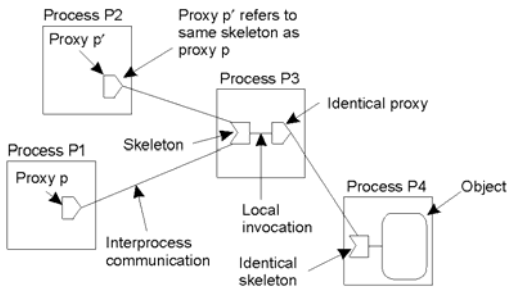 Process P2
Proxy p′ refers to
same skeleton as
proxy p
Proxy p′
Process P3
Identical proxy
Skeleton
Process P1
Proxy p
Process P4
Object
Local
invocation
Interprocess
communication
Identical
skeleton